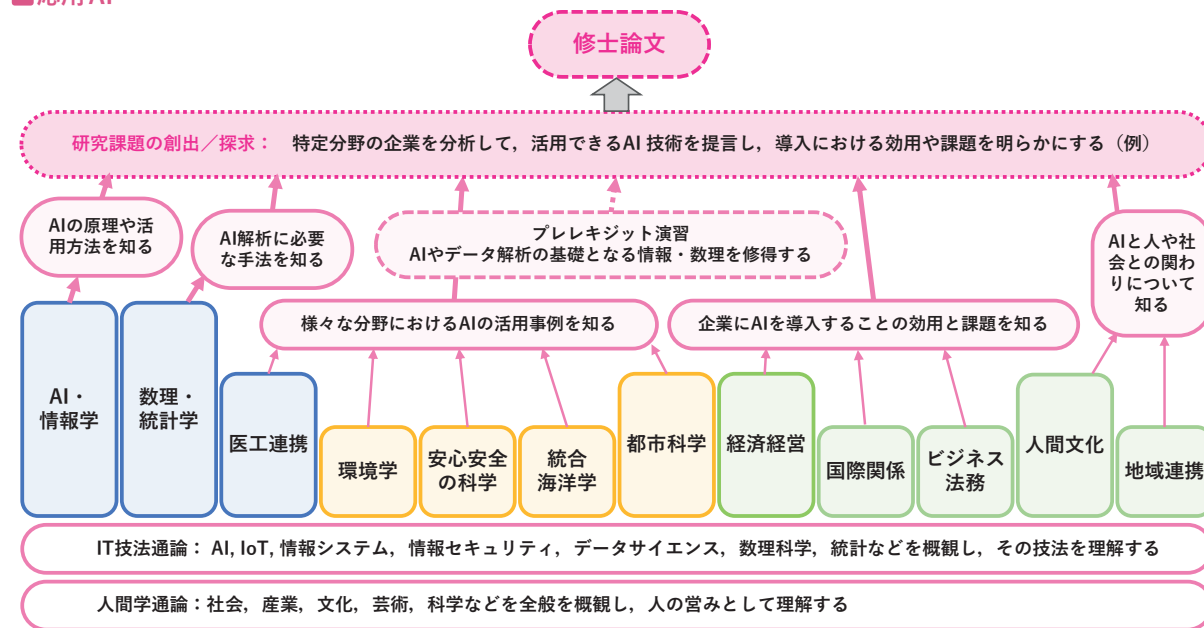 ■応用AI
修士論文
研究課題の創出／探求： 特定分野の企業を分析して，活用できるAI 技術を提言し，導入における効用や課題を明らかにする（例）
AIの原理や活
用方法を知る
AI解析に必要
な手法を知る
プレレキジット演習
AIやデータ解析の基礎となる情報・数理を修得する
AIと人や社
会との関わ
りについて
知る
様々な分野におけるAIの活用事例を知る
企業にAIを導入することの効用と課題を知る
AI・
情報学
数理・
統計学
医工連携
環境学
安心安全
の科学
統合
海洋学
都市科学
経済経営
国際関係
ビジネス
法務
人間文化
地域連携
IT技法通論： AI, IoT, 情報システム，情報セキュリティ，データサイエンス，数理科学，統計などを概観し，その技法を理解する
人間学通論：社会，産業，文化，芸術，科学などを全般を概観し，人の営みとして理解する